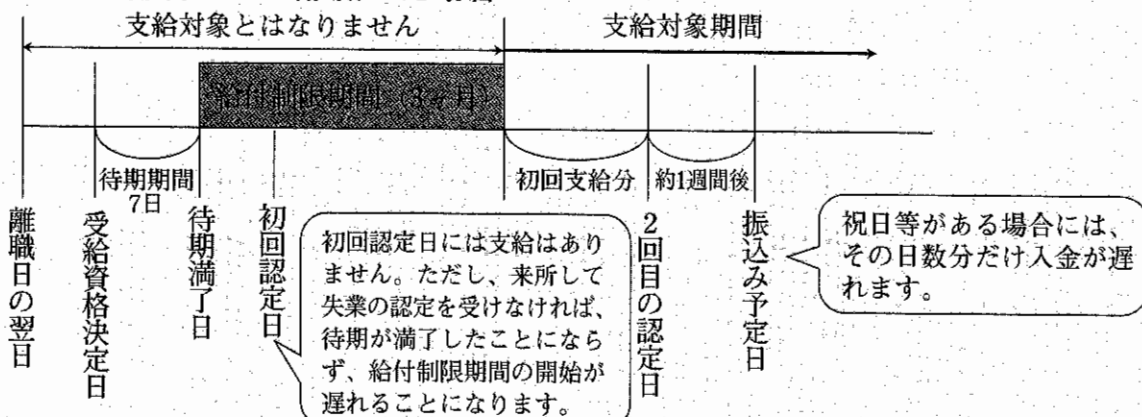 支給対象とはなりません
支給対象期間
給付制限期間（3ヶ月）
待期期間
7日
初回支給分
約1週間後
離職日の翌日
受給資格決定日
待期満了日
初回認定日
初回認定日には支給はあり
ません。ただし、来所して
失業の認定を受けなければ、
待期が満了したことになら
ず、給付制限期間の開始が
遅れることになります。
2回目の認定日
振込み予定日
祝日等がある場合には、
その日数分だけ入金が遅
れます。